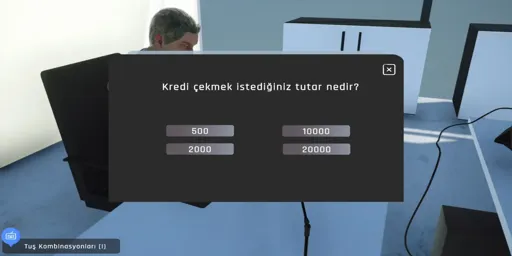 Kredi çekmek istediğiniz tutar nedir?
500
10000
2000
20000
Tuş Kombinasyonları [I]